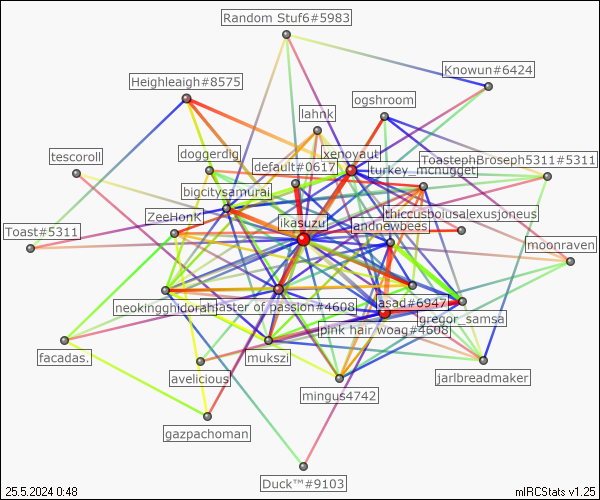 Random Stuf6#5983
Knowun#6424
Heighleaigh#8575
ogshroom
lahnk
tescoroll
doggerdig
xenoyautl
default#0617
turkey_mcnugget
ToastephBroseph5311#5311
bigcitysamurai
ZeeHonk
ikasuzu
thiccusboiusalexusjoneus
andnewbees
Toast#5311
moonraven
neokingghidorah
master of passion#4608
asad#6947
gregor_samsa
pink hair woag#4608
facadas.
mukszi
avelicious
jarlbreadmaker
mingus4742
gazpachoman
Duck™#9103
25.5.2024 0:48
mIRCStats v1.25